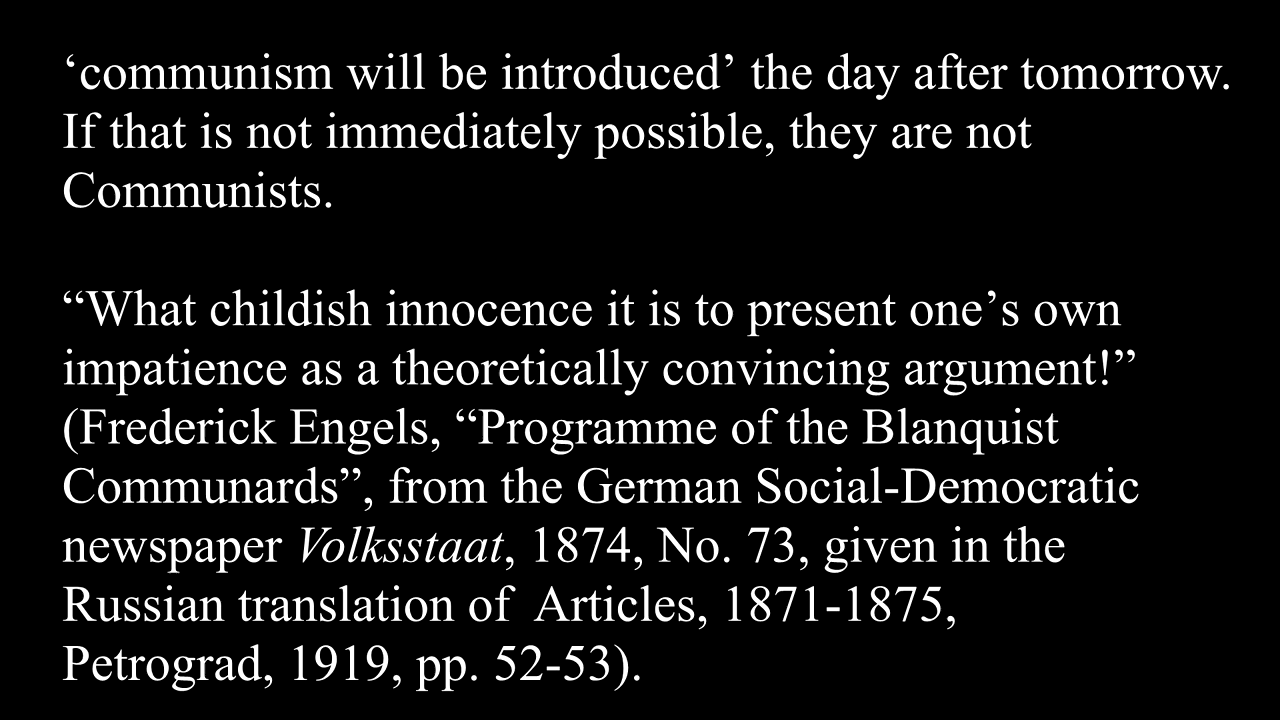 ‘communism will be introduced’ the day after tomorrow.
If that is not immediately possible, they are not
Communists.
“What childish innocence it is to present one’s own
impatience as a theoretically convincing argument!”
(Frederick Engels, “Programme of the Blanquist
Communards”, from the German Social-Democratic
newspaper Volksstaat, 1874, No. 73, given in the
Russian translation of Articles, 1871-1875,
Petrograd, 1919, pp. 52-53).